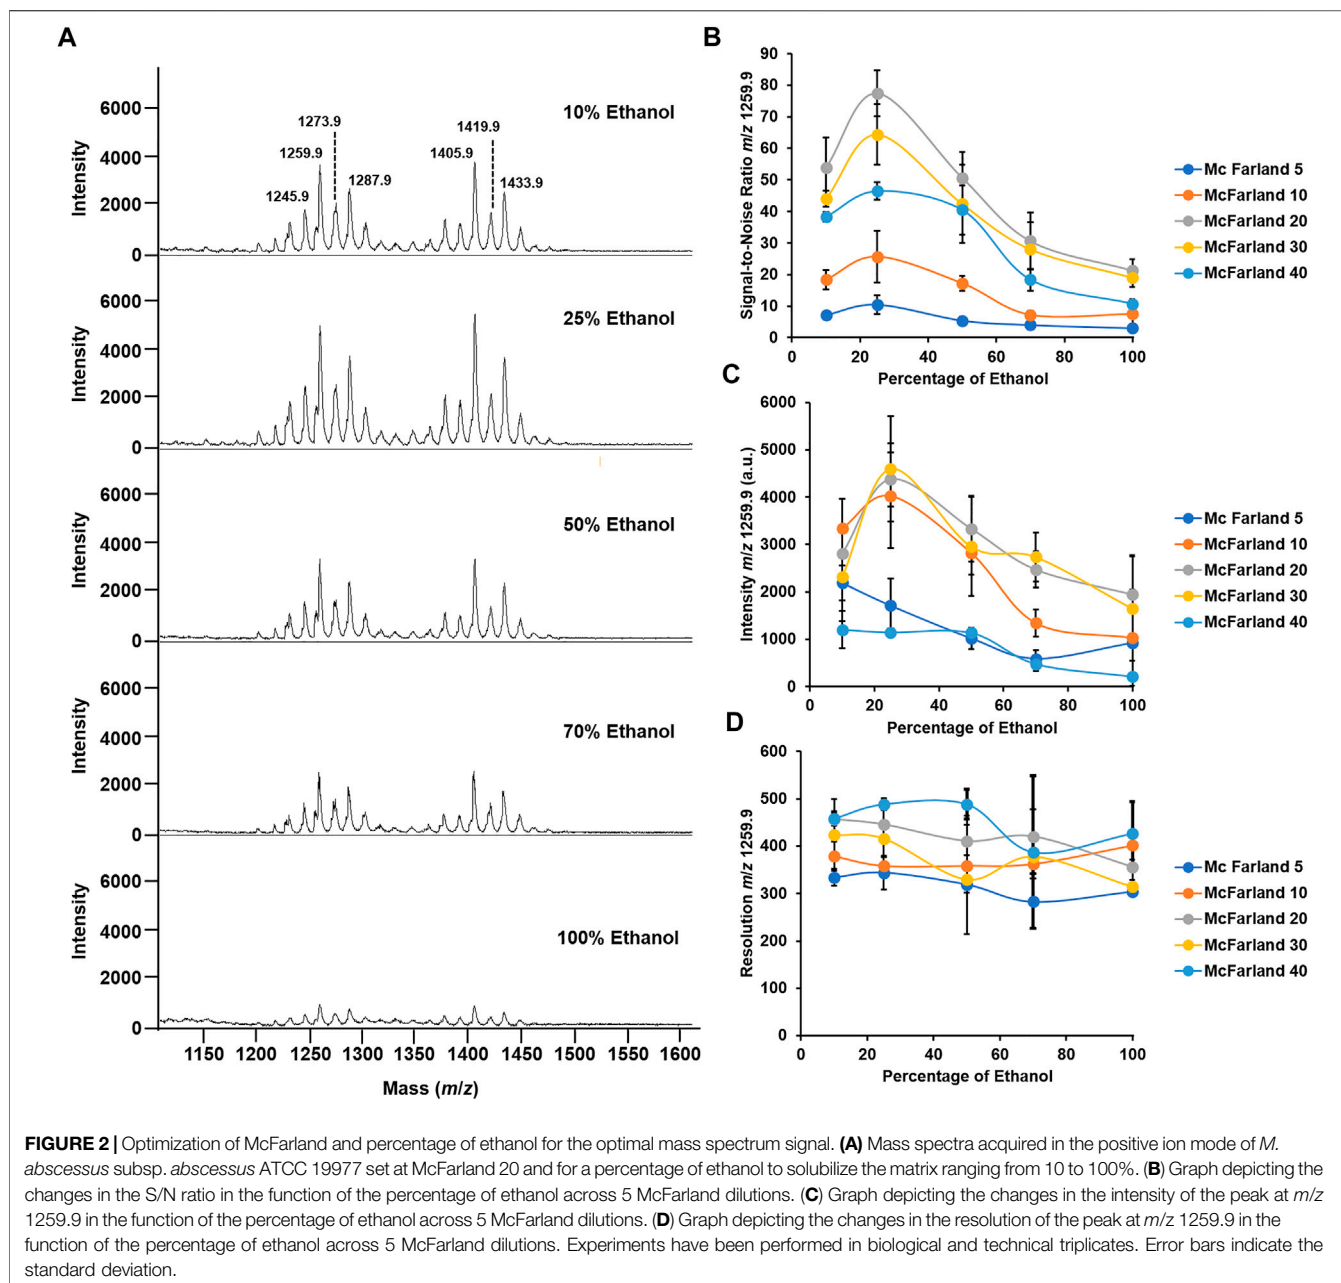 A
6000
4000
2000
0
Intensity
10% Ethanol
1245.9
1259.9
1273.9
1287.9
1405.9
1419.9
1433.9
6000
4000
2000
0
Intensity
25% Ethanol
6000
4000
2000
0
Intensity
50% Ethanol
6000
4000
2000
0
Intensity
70% Ethanol
6000
4000
2000
0
Intensity
100% Ethanol
1150 1200 1250 1300 1350 1400 1450 1500 1550 1600
Mass (m/z)
B
90
80
70
60
50
40
30
20
10
0
Signal-to-Noise Ratio m/z 1259.9
0 20 40 60 80 100
Percentage of Ethanol
Mc Farland 5
McFarland 10
McFarland 20
McFarland 30
McFarland 40
C
6000
5000
4000
3000
2000
1000
0
Intensity m/z 1259.9 (a.u.)
0 20 40 60 80 100
Percentage of Ethanol
Mc Farland 5
McFarland 10
McFarland 20
McFarland 30
McFarland 40
D
600
500
400
300
200
100
0
Resolution m/z 1259.9
0 20 40 60 80 100
Percentage of Ethanol
Mc Farland 5
McFarland 10
McFarland 20
McFarland 30
McFarland 40
FIGURE 2 | Optimization of McFarland and percentage of ethanol for the optimal mass spectrum signal. (A) Mass spectra acquired in the positive ion mode of M.
abscessus subsp. abscessus ATCC 19977 set at McFarland 20 and for a percentage of ethanol to solubilize the matrix ranging from 10 to 100%. (B) Graph depicting the
changes in the S/N ratio in the function of the percentage of ethanol across 5 McFarland dilutions. (C) Graph depicting the changes in the intensity of the peak at m/z
1259.9 in the function of the percentage of ethanol across 5 McFarland dilutions. (D) Graph depicting the changes in the resolution of the peak at m/z 1259.9 in the
function of the percentage of ethanol across 5 McFarland dilutions. Experiments have been performed in biological and technical triplicates. Error bars indicate the
standard deviation.